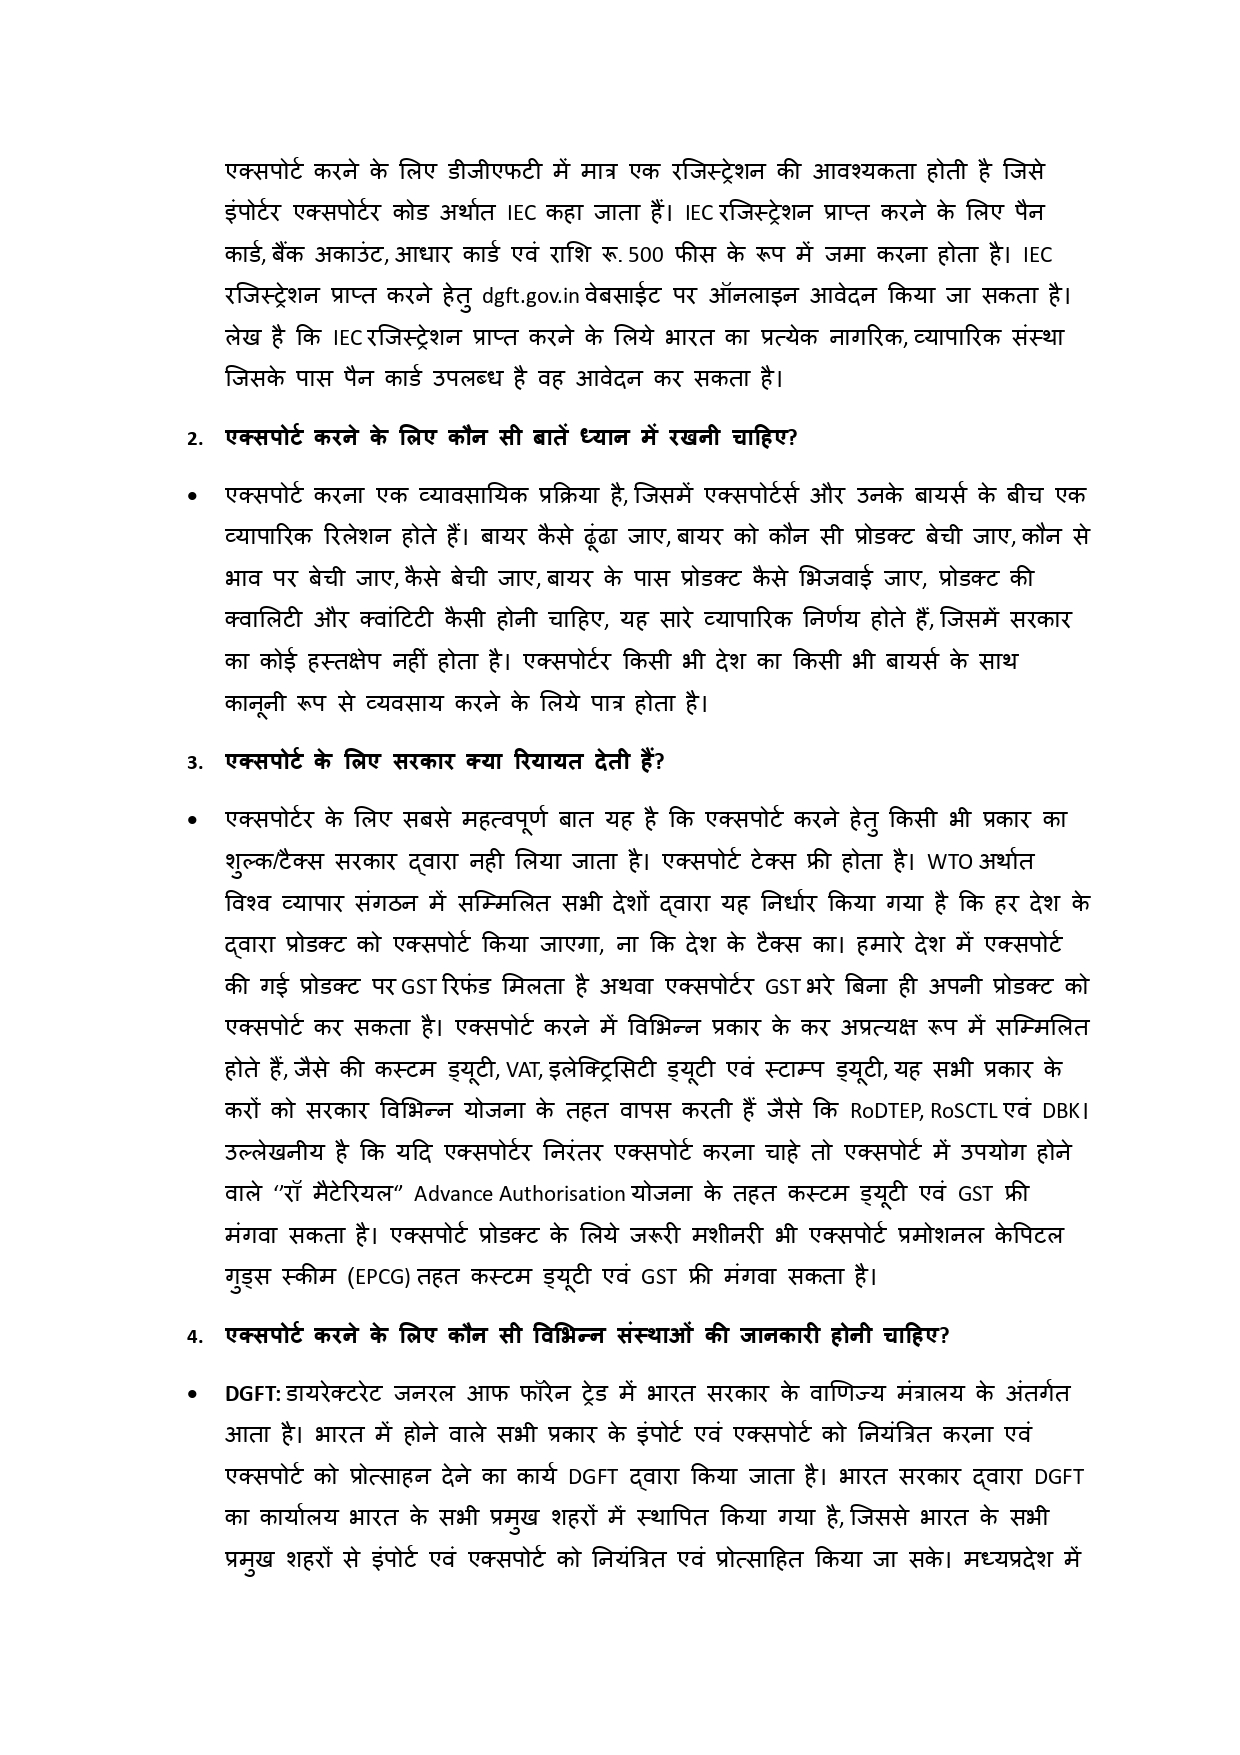 एक्सपोर्ट करने के लिए डीजीएफटी में मात्र एक रजिस्ट्रेशन की आवश्यकता होती है जिसे
इंपोर्टर एक्सपोर्टर कोड अर्थात IEC कहा जाता हैं। IEC रजिस्ट्रेशन प्राप्त करने के लिए पैन
कार्ड, बैंक अकाउंट, आधार कार्ड एवं राशि रू. 500 फीस के रूप में जमा करना होता है। IEC
रजिस्ट्रेशन प्राप्त करने हेतु dgft.gov.in वेबसाईट पर ऑनलाइन आवेदन किया जा सकता है।
लेख है कि IEC रजिस्ट्रेशन प्राप्त करने के लिये भारत का प्रत्येक नागरिक, व्यापारिक संस्था
जिसके पास पैन कार्ड उपलब्ध है वह आवेदन कर सकता है।
2. एक्सपोर्ट करने के लिए कौन सी बातें ध्यान में रखनी चाहिए?
• एक्सपोर्ट करना एक व्यावसायिक प्रक्रिया है, जिसमें एक्सपोर्टर्स और उनके बायर्स के बीच एक
व्यापारिक रिलेशन होते हैं। बायर कैसे ढूंढा जाए, बायर को कौन सी प्रोडक्ट बेची जाए, कौन से
भाव पर बेची जाए, कैसे बेची जाए, बायर के पास प्रोडक्ट कैसे भिजवाई जाए, प्रोडक्ट की
क्वालिटी और क्वांटिटी कैसी होनी चाहिए, यह सारे व्यापारिक निर्णय होते हैं, जिसमें सरकार
का कोई हस्तक्षेप नहीं होता है। एक्सपोर्टर किसी भी देश का किसी भी बायर्स के साथ
कानूनी रूप से व्यवसाय करने के लिये पात्र होता है।
3. एक्सपोर्ट के लिए सरकार क्या रियायत देती हैं?
• एक्सपोर्टर के लिए सबसे महत्वपूर्ण बात यह है कि एक्सपोर्ट करने हेतु किसी भी प्रकार का
शुल्क/टैक्स सरकार द्वारा नही लिया जाता है। एक्सपोर्ट टेक्स फ्री होता है। WTO अर्थात
विश्व व्यापार संगठन में सम्मिलित सभी देशों द्वारा यह निर्धार किया गया है कि हर देश के
द्वारा प्रोडक्ट को एक्सपोर्ट किया जाएगा, ना कि देश के टैक्स का। हमारे देश में एक्सपोर्ट
की गई प्रोडक्ट पर GST रिफंड मिलता है अथवा एक्सपोर्टर GST भरे बिना ही अपनी प्रोडक्ट को
एक्सपोर्ट कर सकता है। एक्सपोर्ट करने में विभिन्न प्रकार के कर अप्रत्यक्ष रूप में सम्मिलित
होते हैं, जैसे की कस्टम ड्यूटी, VAT, इलेक्ट्रिसिटी ड्यूटी एवं स्टाम्प ड्यूटी, यह सभी प्रकार के
करों को सरकार विभिन्न योजना के तहत वापस करती हैं जैसे कि RoDTEP, RoSCTL एवं DBK।
उल्लेखनीय है कि यदि एक्सपोर्टर निरंतर एक्सपोर्ट करना चाहे तो एक्सपोर्ट में उपयोग होने
वाले ‘’रॉ मैटेरियल‘’ Advance Authorisation योजना के तहत कस्टम ड्यूटी एवं GST फ्री
मंगवा सकता है। एक्सपोर्ट प्रोडक्ट के लिये जरूरी मशीनरी भी एक्सपोर्ट प्रमोशनल केपिटल
गुड्स स्कीम (EPCG) तहत कस्टम ड्यूटी एवं GST फ्री मंगवा सकता है।
4. एक्सपोर्ट करने के लिए कौन सी विभिन्न संस्थाओं की जानकारी होनी चाहिए?
• DGFT: डायरेक्टरेट जनरल आफ फॉरेन ट्रेड में भारत सरकार के वाणिज्य मंत्रालय के अंतर्गत
आता है। भारत में होने वाले सभी प्रकार के इंपोर्ट एवं एक्सपोर्ट को नियंत्रित करना एवं
एक्सपोर्ट को प्रोत्साहन देने का कार्य DGFT द्वारा किया जाता है। भारत सरकार द्वारा DGFT
का कार्यालय भारत के सभी प्रमुख शहरों में स्थापित किया गया है, जिससे भारत के सभी
प्रमुख शहरों से इंपोर्ट एवं एक्सपोर्ट को नियंत्रित एवं प्रोत्साहित किया जा सके। मध्यप्रदेश में